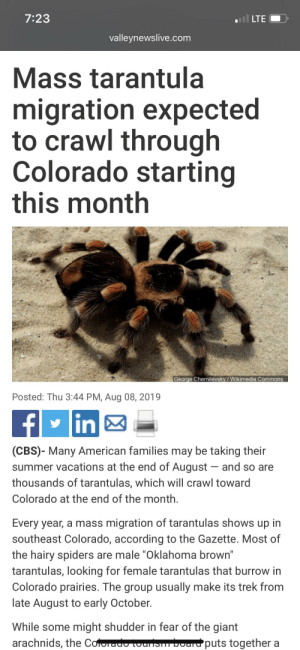 7:23 LTE
valleynewslive.com
Mass tarantula
migration expected
to crawl through
Colorado starting
this month
George Chernilevsky / Wikimedia Commons
Posted: Thu 3:44 PM, Aug 08, 2019
f in
(CBS)- Many American families may be taking their
summer vacations at the end of August — and so are
thousands of tarantulas, which will crawl toward
Colorado at the end of the month.
Every year, a mass migration of tarantulas shows up in
southeast Colorado, according to the Gazette. Most of
the hairy spiders are male "Oklahoma brown"
tarantulas, looking for female tarantulas that burrow in
Colorado prairies. The group usually make its trek from
late August to early October.
While some might shudder in fear of the giant
arachnids, the Colorado tourism board puts together a